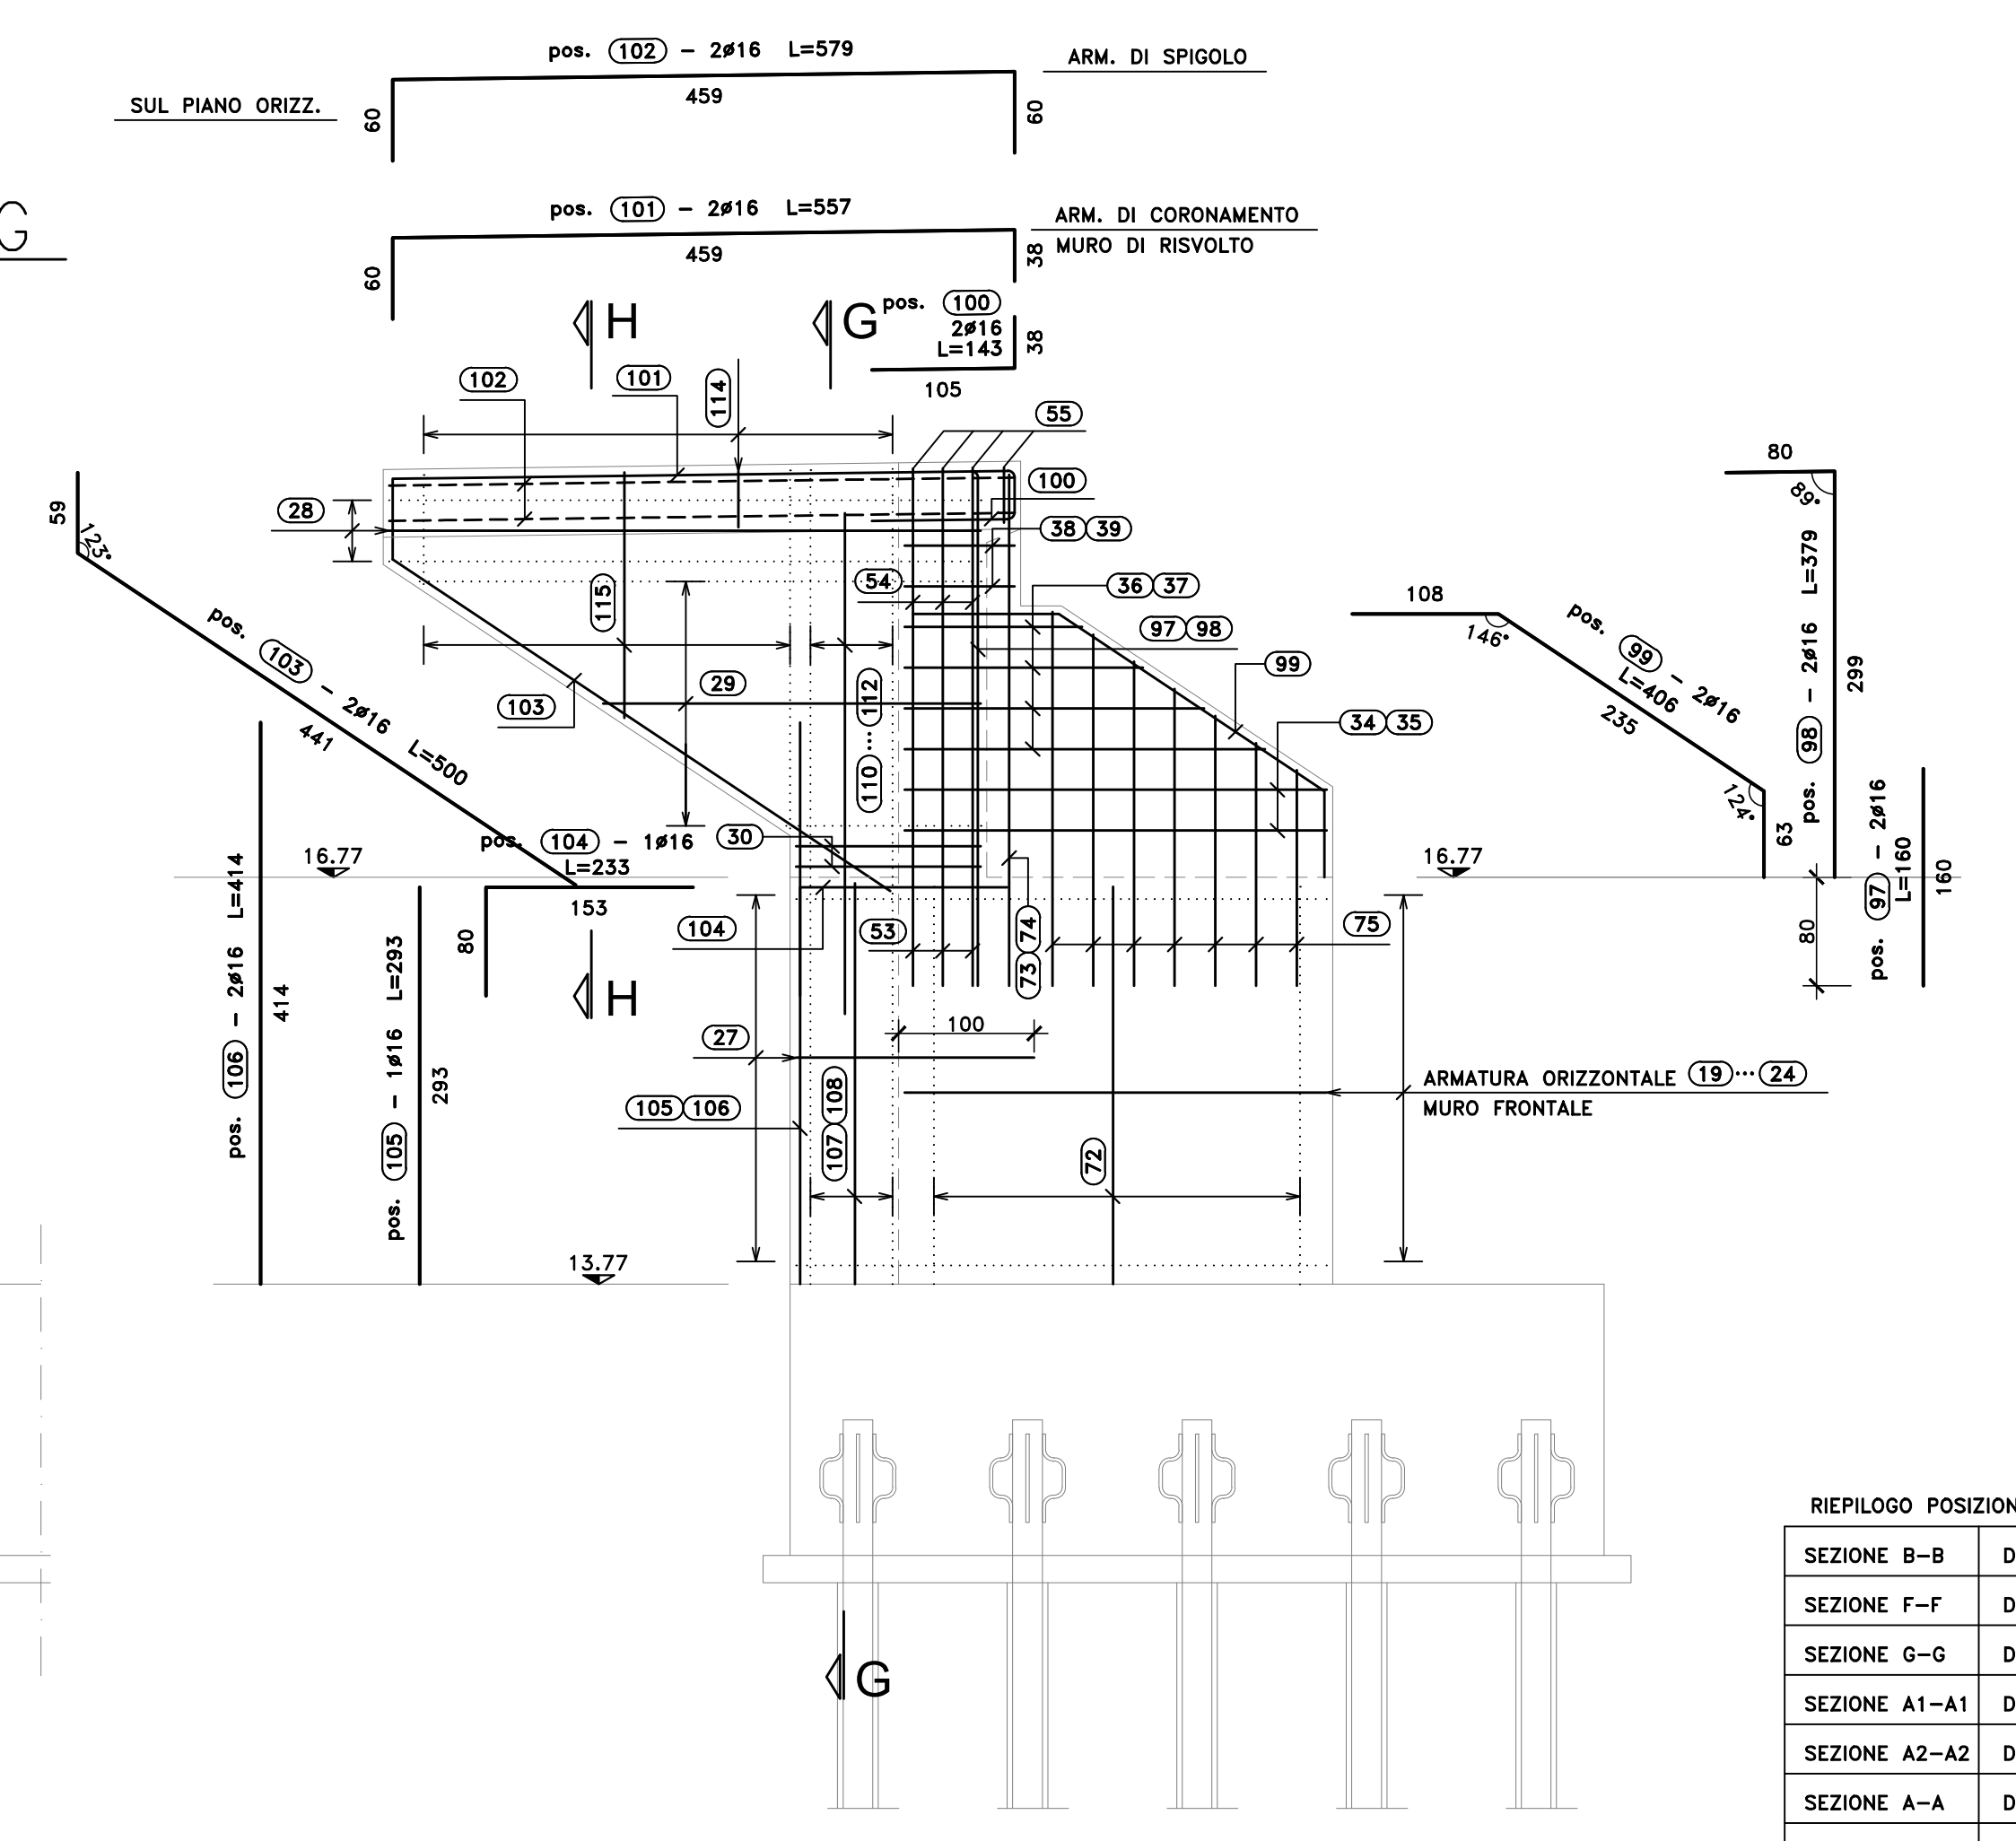 pos. 102 - 2ø16 L=579
ARM. DI SPIGOLO
SUL PIANO ORIZZ.
60
459
60
G
pos. 101 - 2ø16 L=557
ARM. DI CORONAMENTO
MURO DI RISVOLTO
60
459
38
H
G
pos. 100
2ø16
L=143
38
105
102
101
114
55
80
89°
59
123°
28
100
38 39
54
36 37
115
97 98
108
146°
pos. 99 - 2ø16
L=406
235
124°
63
pos. 98 - 2ø16 L=379
299
pos. 103 - 2ø16 L=500
441
29
103
110 ... 112
99
34 35
30
pos. 104 - 1ø16
L=233
153
80
16.77
16.77
pos. 97 - 2ø16
L=160
160
80
pos. 106 - 2ø16 L=414
414
pos. 105 - 1ø16 L=293
293
104
53
73 74
75
H
27
100
105 106
107 108
72
ARMATURA ORIZZONTALE 19 ... 24
MURO FRONTALE
13.77
G
RIEPILOGO POSIZION
SEZIONE B-B D
SEZIONE F-F D
SEZIONE G-G D
SEZIONE A1-A1 D
SEZIONE A2-A2 D
SEZIONE A-A D